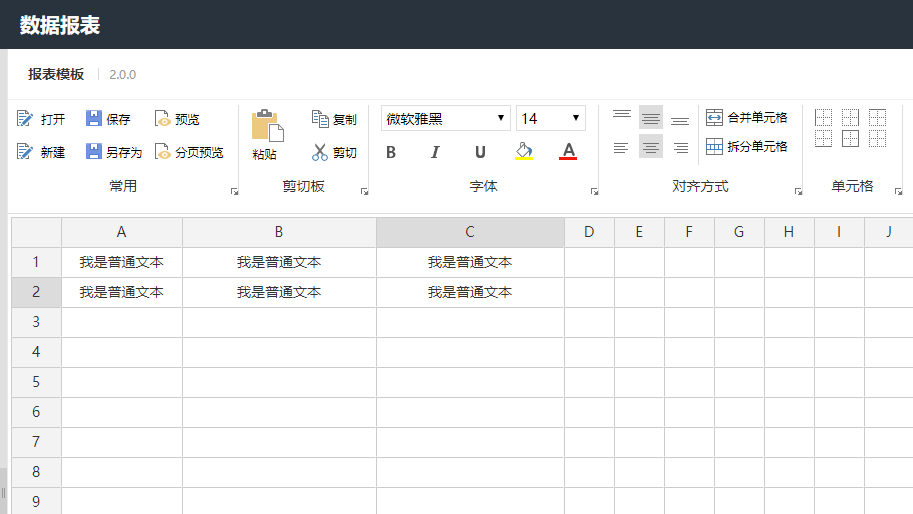 数据报表
报表模板 2.0.0
打开 保存 预览 复制 微软雅黑 14 合并单元格
新建 另存为 分页预览 粘贴 剪切 B I U A 拆分单元格
常用 剪切板 字体 对齐方式 单元格
A B C D E F G H I J
1 我是普通文本 我是普通文本 我是普通文本
2 我是普通文本 我是普通文本 我是普通文本
3
4
5
6
7
8
9